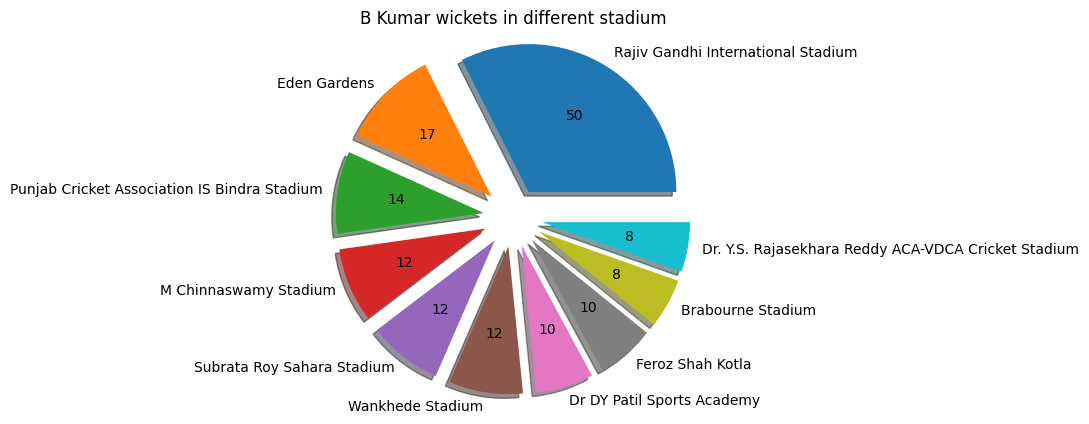 B Kumar wickets in different stadium
Rajiv Gandhi International Stadium
50
Eden Gardens
17
Punjab Cricket Association IS Bindra Stadium
14
M Chinnaswamy Stadium
12
Subrata Roy Sahara Stadium
12
Wankhede Stadium
12
Dr DY Patil Sports Academy
10
Feroz Shah Kotla
10
Brabourne Stadium
8
Dr. Y.S. Rajasekhara Reddy ACA-VDCA Cricket Stadium
8